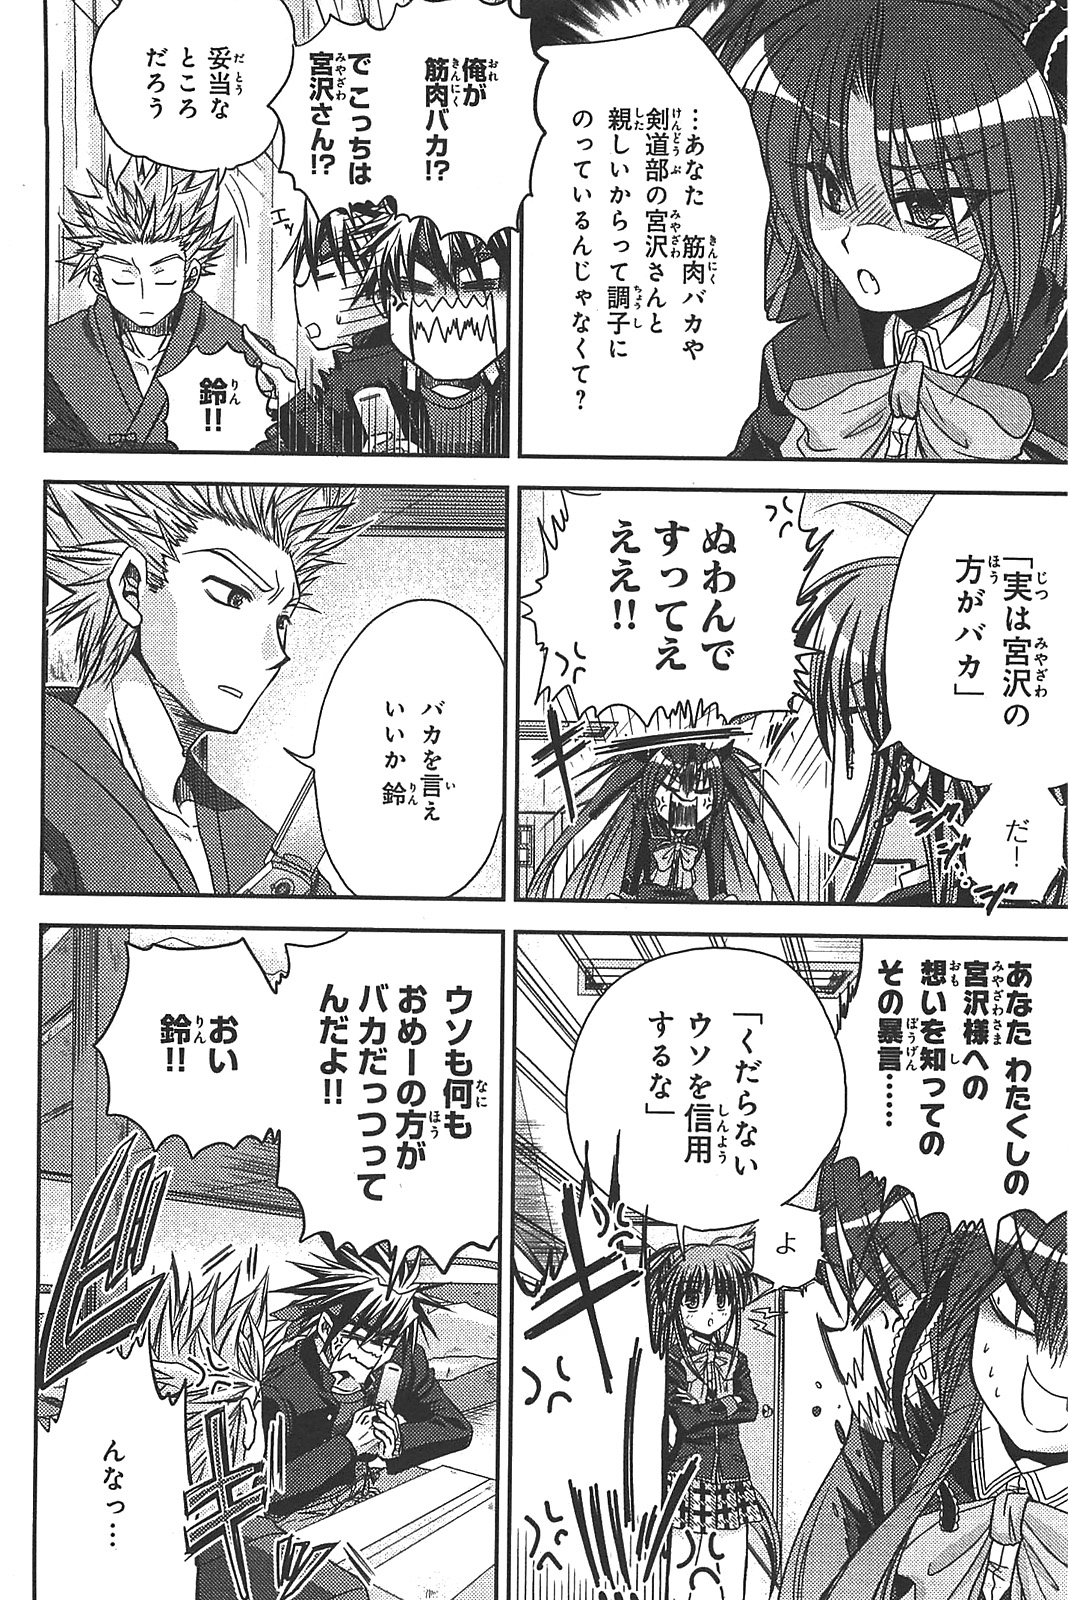 …あなた 筋肉バカや
剣道部の宮沢さんと
親しいからって調子に
のっているんじゃなくて?
俺が
筋肉バカ!?
で こっちは
宮沢さん!?
エッ
妥当な
ところ
だろう
鈴!!
「実は宮沢の
方がバカ」
だ!
ぬわんで
すってえ
ええ!!
バカを言え
いいか 鈴
あなた わたくしの
宮沢様への
想いを知っての
その暴言……
「くだらない
ウソを信用
するな」
よ
ウソも何も
おめーの方が
バカだっつって
んだよ!!
おい
鈴!!
んなっ…